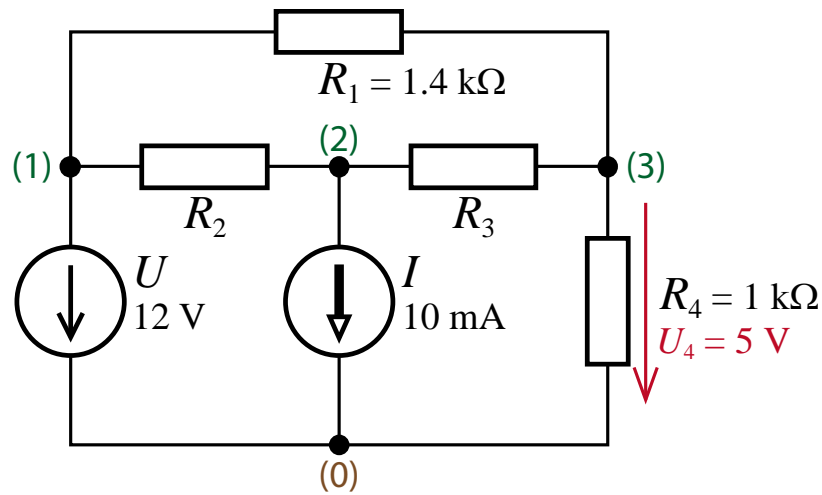 R1 = 1.4 kΩ
(1)
(2)
(3)
R2
R3
U
12 V
I
10 mA
R4 = 1 kΩ
U4 = 5 V
(0)